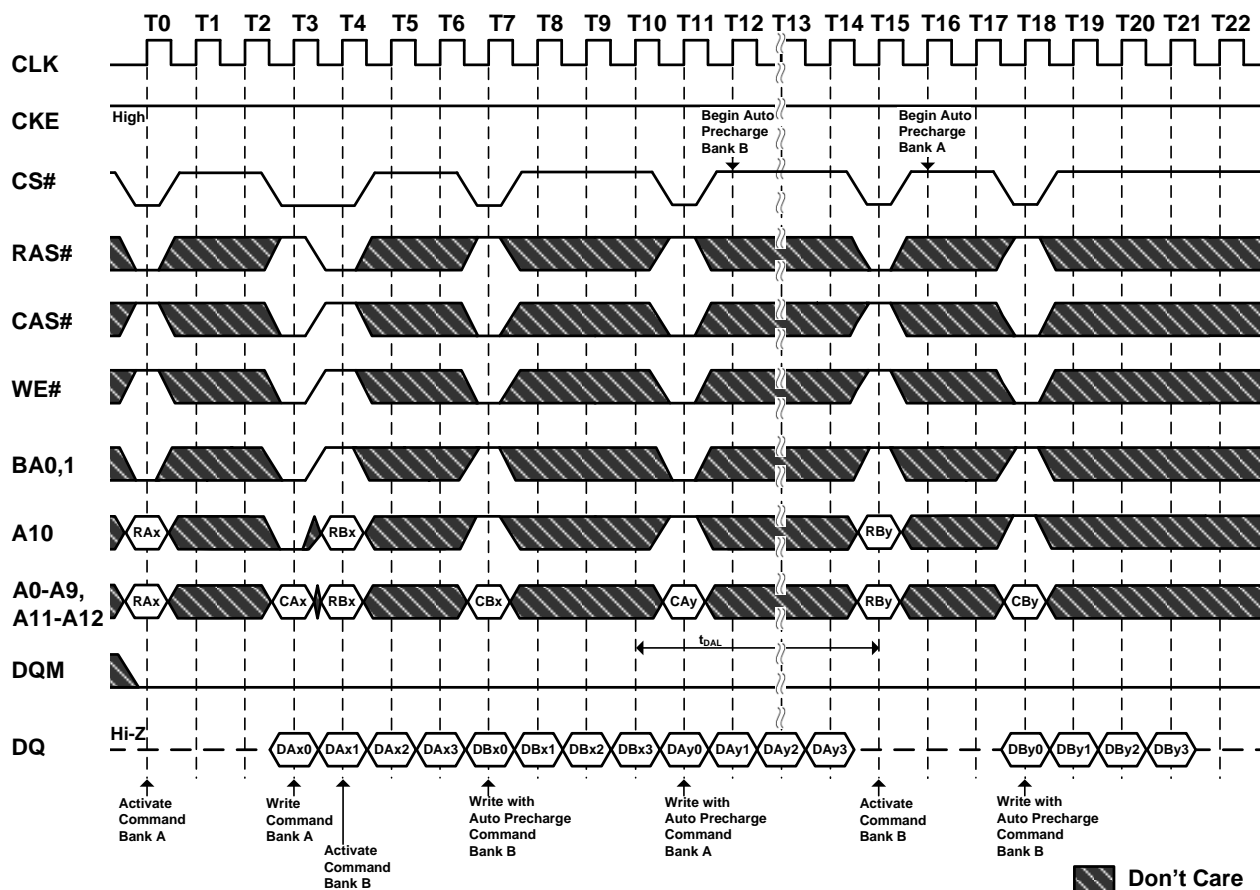 T0 T1 T2 T3 T4 T5 T6 T7 T8 T9 T10 T11 T12 T13 T14 T15 T16 T17 T18 T19 T20 T21 T22
CLK
CKE
High
Begin Auto
Precharge
Bank B
Begin Auto
Precharge
Bank A
CS#
RAS#
CAS#
WE#
BA0,1
A10
RAx RBx RBy
A0-A9,
A11-A12
RAx CAx RBx CBx CAy RBy CBy
tDAL
DQM
DQ
Hi-Z
DAx0 DAx1 DAx2 DAx3 DBx0 DBx1 DBx2 DBx3 DAy0 DAy1 DAy2 DAy3 DBy0 DBy1 DBy2 DBy3
Activate
Command
Bank A
Write
Command
Bank A
Activate
Command
Bank B
Write with
Auto Precharge
Command
Bank B
Write with
Auto Precharge
Command
Bank A
Activate
Command
Bank B
Write with
Auto Precharge
Command
Bank B
Don't Care